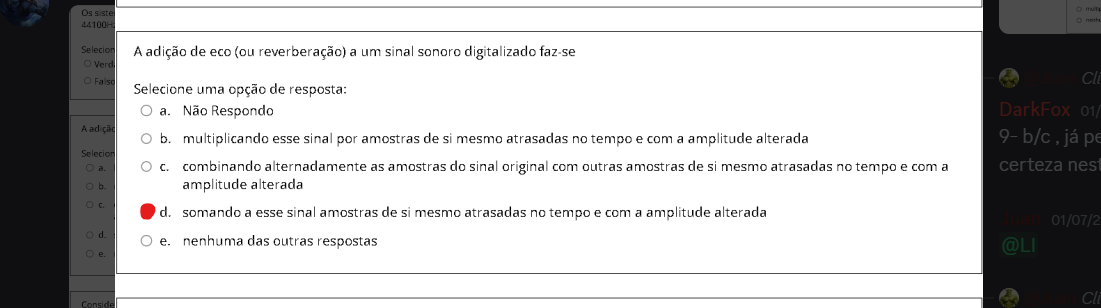 Os siste
44100H
Selecion
Verd
Falso
A adiçã
Selecion
a.
b.
c.
d.
e.
Conside
A adição de eco (ou reverberação) a um sinal sonoro digitalizado faz-se
Selecione uma opção de resposta:
a. Não Respondo
b. multiplicando esse sinal por amostras de si mesmo atrasadas no tempo e com a amplitude alterada
c. combinando alternadamente as amostras do sinal original com outras amostras de si mesmo atrasadas no tempo e com a
amplitude alterada
d. somando a esse sinal amostras de si mesmo atrasadas no tempo e com a amplitude alterada
e. nenhuma das outras respostas
Cli
DarkFox 01/
9- b/c , já pe
certeza nest
01/07/2
@LI
Cli